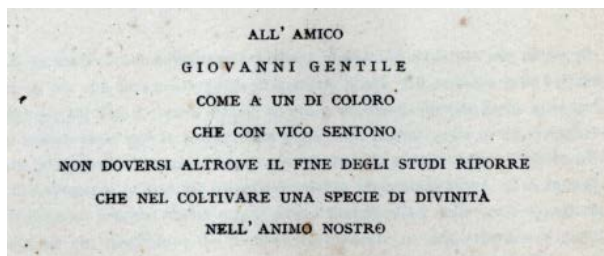 ALL' AMICO
GIOVANNI GENTILE
COME A UN DI COLORO
CHE CON VICO SENTONO
NON DOVERSI ALTROVE IL FINE DEGLI STUDI RIPORRE
CHE NEL COLTIVARE UNA SPECIE DI DIVINITÀ
NELL' ANIMO NOSTRO